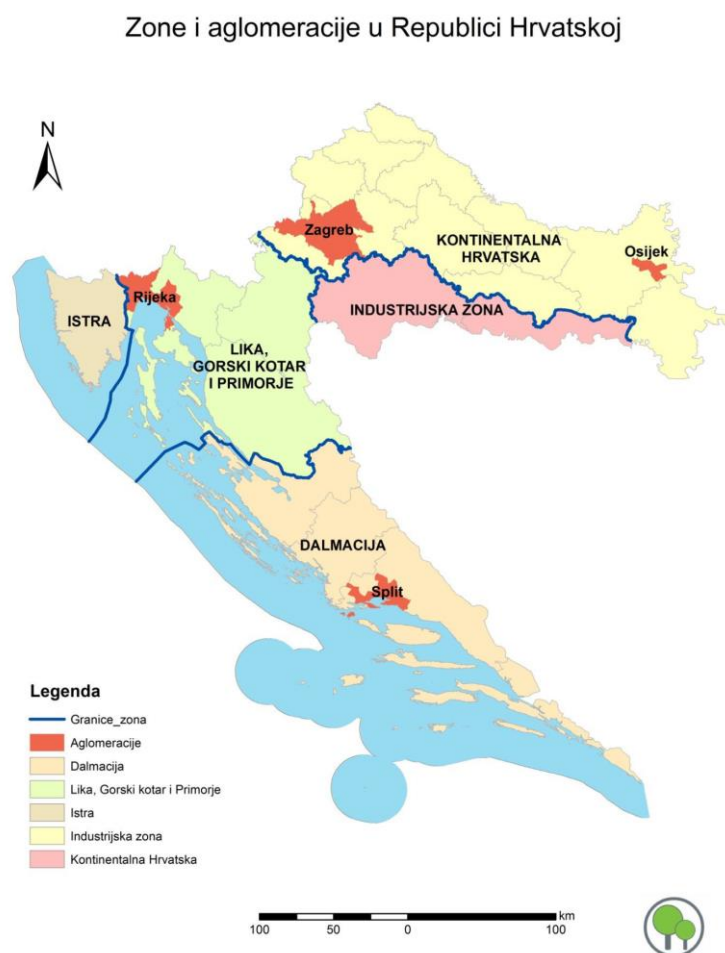 Zone i aglomeracije u Republici Hrvatskoj
N
Zagreb
KONTINENTALNA
HRVATSKA
Osijek
Rijeka
ISTRA
INDUSTRIJSKA ZONA
LIKA,
GORSKI KOTAR
I PRIMORJE
DALMACIJA
Split
Legenda
Granice_zona
Aglomeracije
Dalmacija
Lika, Gorski kotar i Primorje
Istra
Industrijska zona
Kontinentalna Hrvatska
km
100 50 0 100